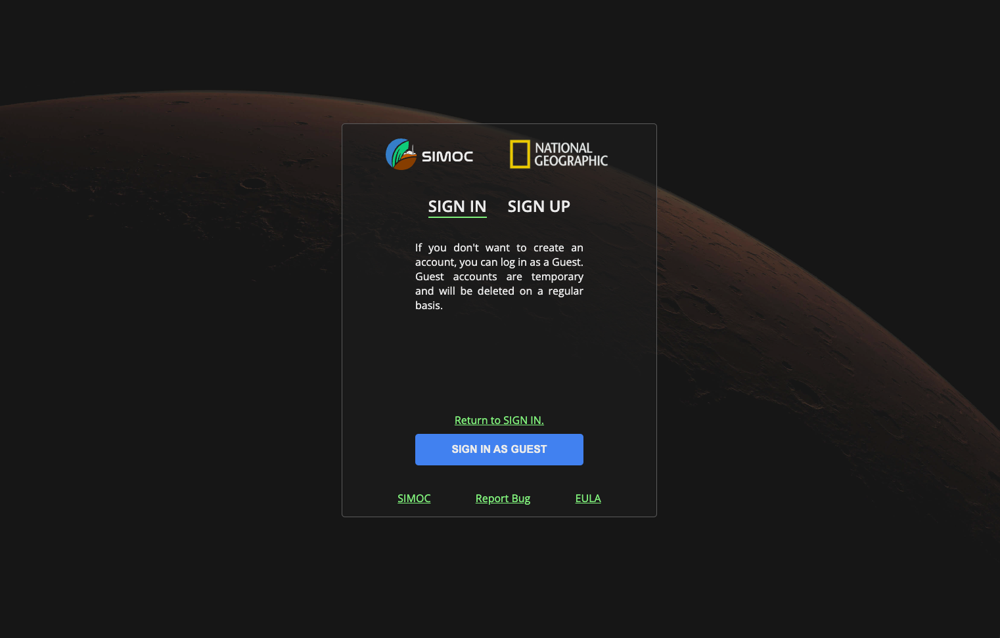 SIMOC
NATIONAL
GEOGRAPHIC
SIGN IN SIGN UP
If you don't want to create an
account, you can log in as a Guest.
Guest accounts are temporary
and will be deleted on a regular
basis.
Return to SIGN IN.
SIGN IN AS GUEST
SIMOC Report Bug EULA